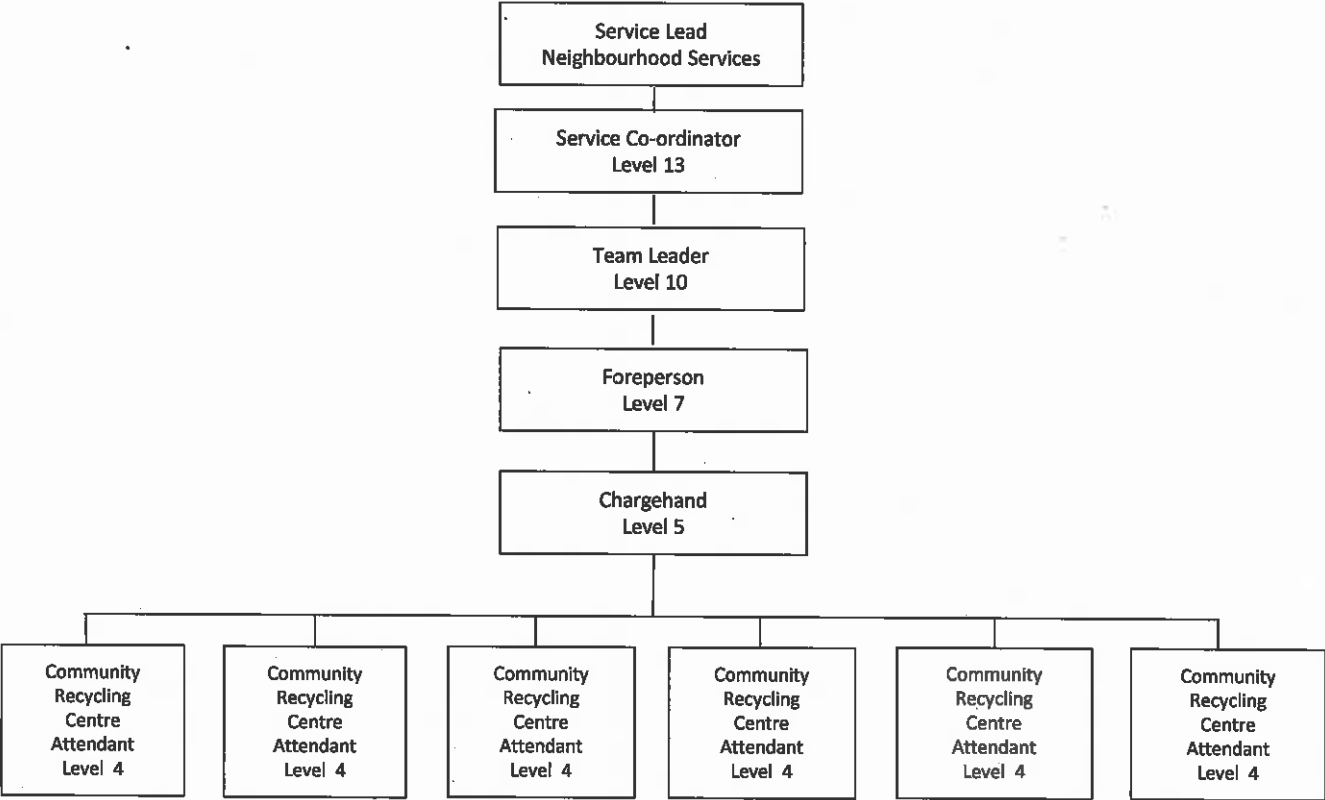 Service Lead
Neighbourhood Services
Service Co-ordinator
Level 13
Team Leader
Level 10
Foreperson
Level 7
Chargehand
Level 5
Community
Recycling
Centre
Attendant
Level 4
Community
Recycling
Centre
Attendant
Level 4
Community
Recycling
Centre
Attendant
Level 4
Community
Recycling
Centre
Attendant
Level 4
Community
Recycling
Centre
Attendant
Level 4
Community
Recycling
Centre
Attendant
Level 4